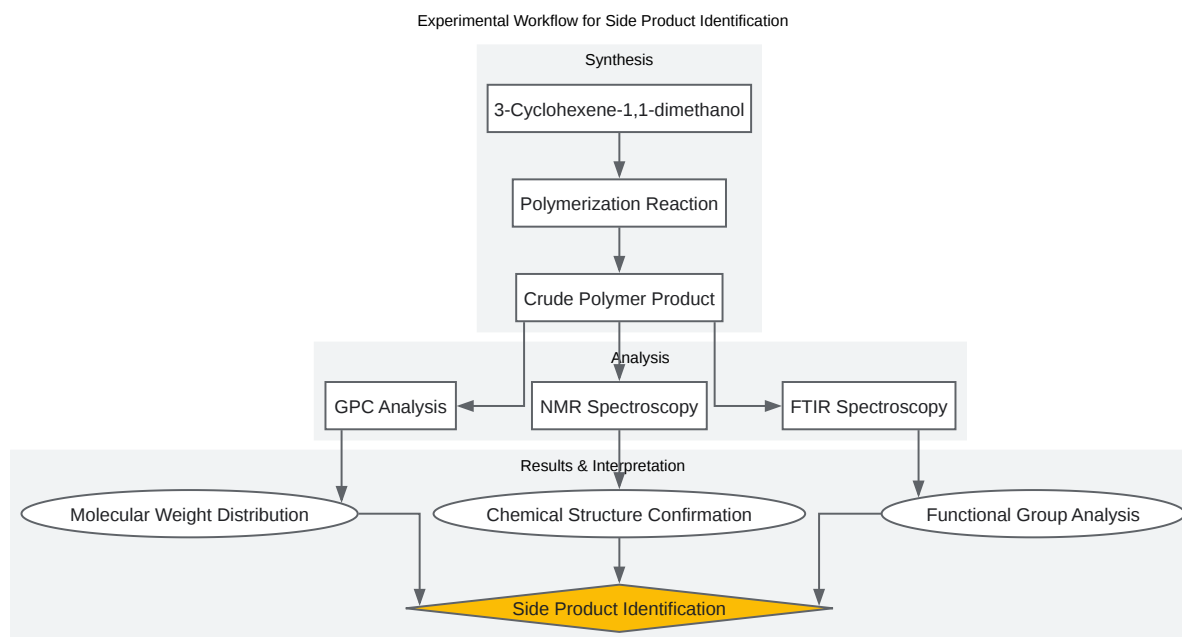 Experimental Workflow for Side Product Identification
Synthesis
3-Cyclohexene-1,1-dimethanol
Polymerization Reaction
Crude Polymer Product
Analysis
GPC Analysis
NMR Spectroscopy
FTIR Spectroscopy
Results & Interpretation
Molecular Weight Distribution
Chemical Structure Confirmation
Functional Group Analysis
Side Product Identification